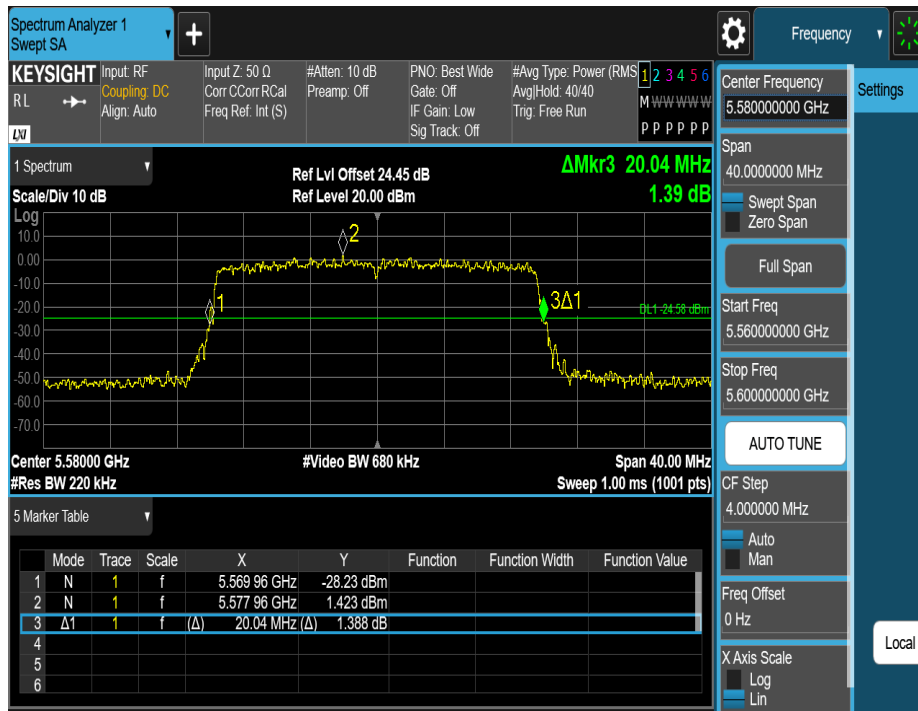 Spectrum Analyzer 1
Swept SA
+
Frequency
KEYSIGHT
RL
LXI
Input: RF
Coupling: DC
Align: Auto
Input Z: 50 Ω
Corr CCorr RCal
Freq Ref: Int (S)
#Atten: 10 dB
Preamp: Off
PNO: Best Wide
Gate: Off
IF Gain: Low
Sig Track: Off
#Avg Type: Power (RMS
Avg|Hold: 40/40
Trig: Free Run
1 2 3 4 5 6
M W W W W W
P P P P P P
Center Frequency
5.580000000 GHz
Settings
1 Spectrum
Scale/Div 10 dB
Ref Lvl Offset 24.45 dB
Ref Level 20.00 dBm
ΔMkr3 20.04 MHz
1.39 dB
Log
10.0
0.00
-10.0
-20.0
-30.0
-40.0
-50.0
-60.0
-70.0
1
2
3Δ1
DL1 -24.58 dBm
Center 5.58000 GHz
#Res BW 220 kHz
#Video BW 680 kHz
Span 40.00 MHz
Sweep 1.00 ms (1001 pts)
Span
40.0000000 MHz
Swept Span
Zero Span
Full Span
Start Freq
5.560000000 GHz
Stop Freq
5.600000000 GHz
AUTO TUNE
CF Step
4.000000 MHz
Auto
Man
Freq Offset
0 Hz
X Axis Scale
Log
Lin
Local
5 Marker Table
Mode Trace Scale X Y Function Function Width Function Value
1 N 1 f 5.569 96 GHz -28.23 dBm
2 N 1 f 5.577 96 GHz 1.423 dBm
3 Δ1 1 f (Δ) 20.04 MHz (Δ) 1.388 dB
4
5
6